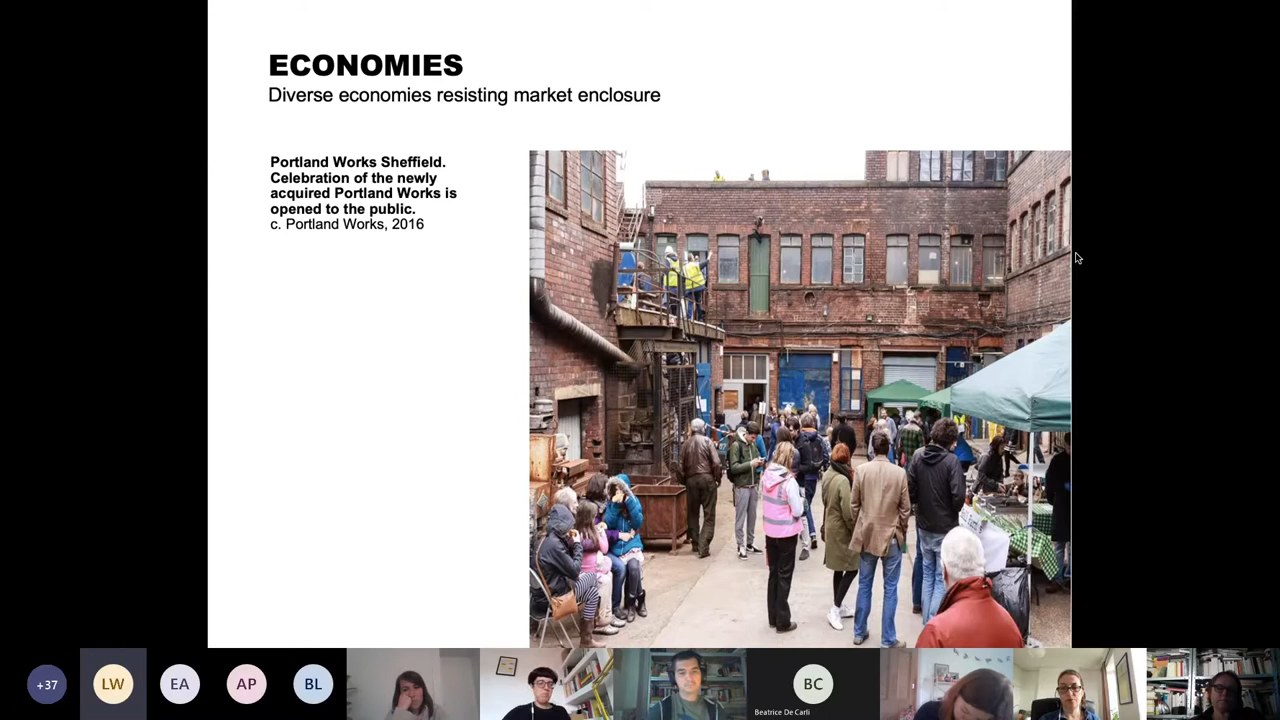 ECONOMIES
Diverse economies resisting market enclosure
Portland Works Sheffield.
Celebration of the newly
acquired Portland Works is
opened to the public.
c. Portland Works, 2016
+37
LW
EA
AP
BL
BC
Beatrice De Carli